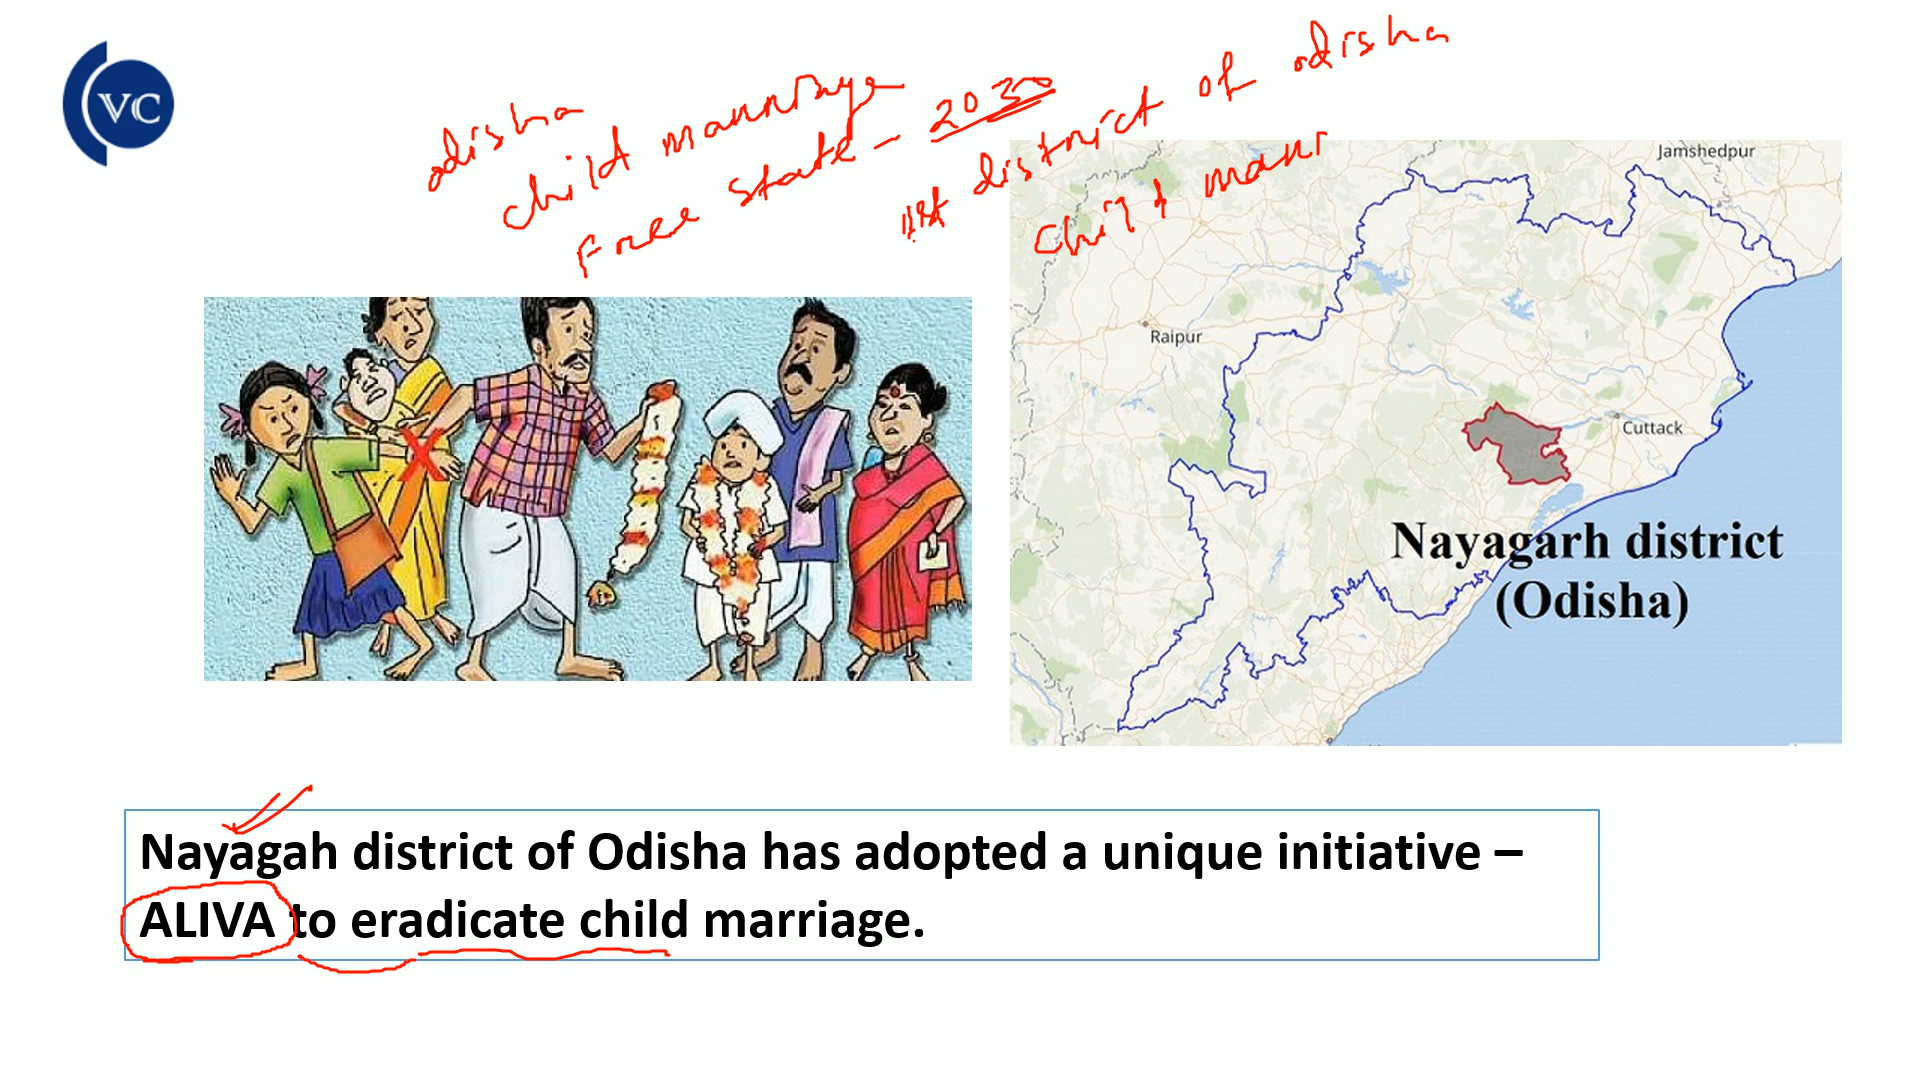 VC
odisha
child marriage
Free state - 2030
1st district of odisha
child marr
Jamshedpur
Raipur
Cuttack
Nayagarh district
(Odisha)
Nayagah district of Odisha has adopted a unique initiative –
ALIVA to eradicate child marriage.